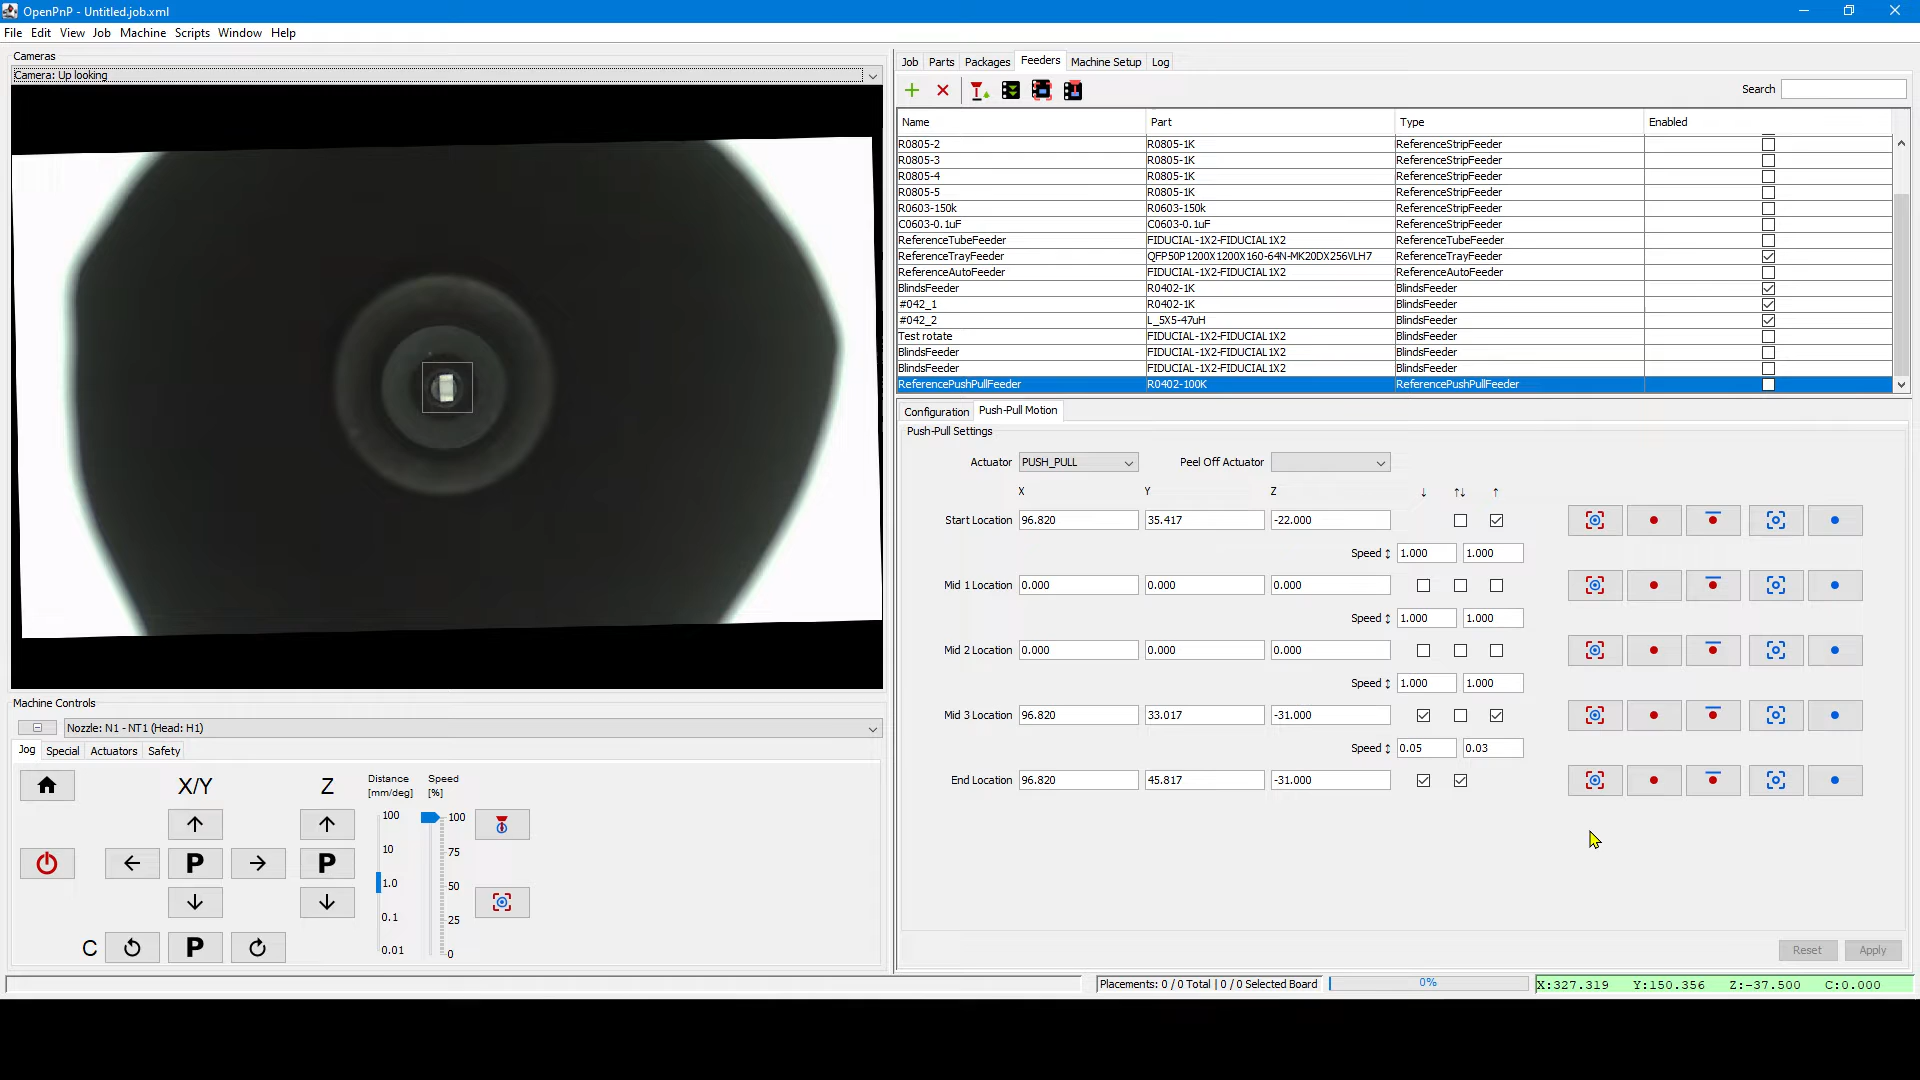 OpenPnP - Untitled.job.xml
File Edit View Job Machine Scripts Window Help
Cameras
Camera: Up looking
Machine Controls
Nozzle: N1 - NT1 (Head: H1)
Jog Special Actuators Safety
X/Y Z Distance [mm/deg] Speed [%]
100 100
10 75
P P
1.0 50
0.1 25
0.01 0
C P
Job Parts Packages Feeders Machine Setup Log
Search
Name Part Type Enabled
R0805-2 R0805-1K ReferenceStripFeeder
R0805-3 R0805-1K ReferenceStripFeeder
R0805-4 R0805-1K ReferenceStripFeeder
R0805-5 R0805-1K ReferenceStripFeeder
R0603-150k R0603-150k ReferenceStripFeeder
C0603-0.1uF C0603-0.1uF ReferenceStripFeeder
ReferenceTubeFeeder FIDUCIAL-1X2-FIDUCIAL1X2 ReferenceTubeFeeder
ReferenceTrayFeeder QFP50P1200X1200X160-64N-MK20DX256VLH7 ReferenceTrayFeeder
ReferenceAutoFeeder FIDUCIAL-1X2-FIDUCIAL1X2 ReferenceAutoFeeder
BlindsFeeder R0402-1K BlindsFeeder
#042_1 R0402-1K BlindsFeeder
#042_2 L_5X5-47uH BlindsFeeder
Test rotate FIDUCIAL-1X2-FIDUCIAL1X2 BlindsFeeder
BlindsFeeder FIDUCIAL-1X2-FIDUCIAL1X2 BlindsFeeder
BlindsFeeder FIDUCIAL-1X2-FIDUCIAL1X2 BlindsFeeder
ReferencePushPullFeeder R0402-100K ReferencePushPullFeeder
Configuration Push-Pull Motion
Push-Pull Settings
Actuator PUSH_PULL Peel Off Actuator
X Y Z ↓ ↑↓ ↑
Start Location 96.820 35.417 -22.000
Speed ↕ 1.000 1.000
Mid 1 Location 0.000 0.000 0.000
Speed ↕ 1.000 1.000
Mid 2 Location 0.000 0.000 0.000
Speed ↕ 1.000 1.000
Mid 3 Location 96.820 33.017 -31.000
Speed ↕ 0.05 0.03
End Location 96.820 45.817 -31.000
Reset Apply
Placements: 0 / 0 Total | 0 / 0 Selected Board 0% X:327.319 Y:150.356 Z:-37.500 C:0.000